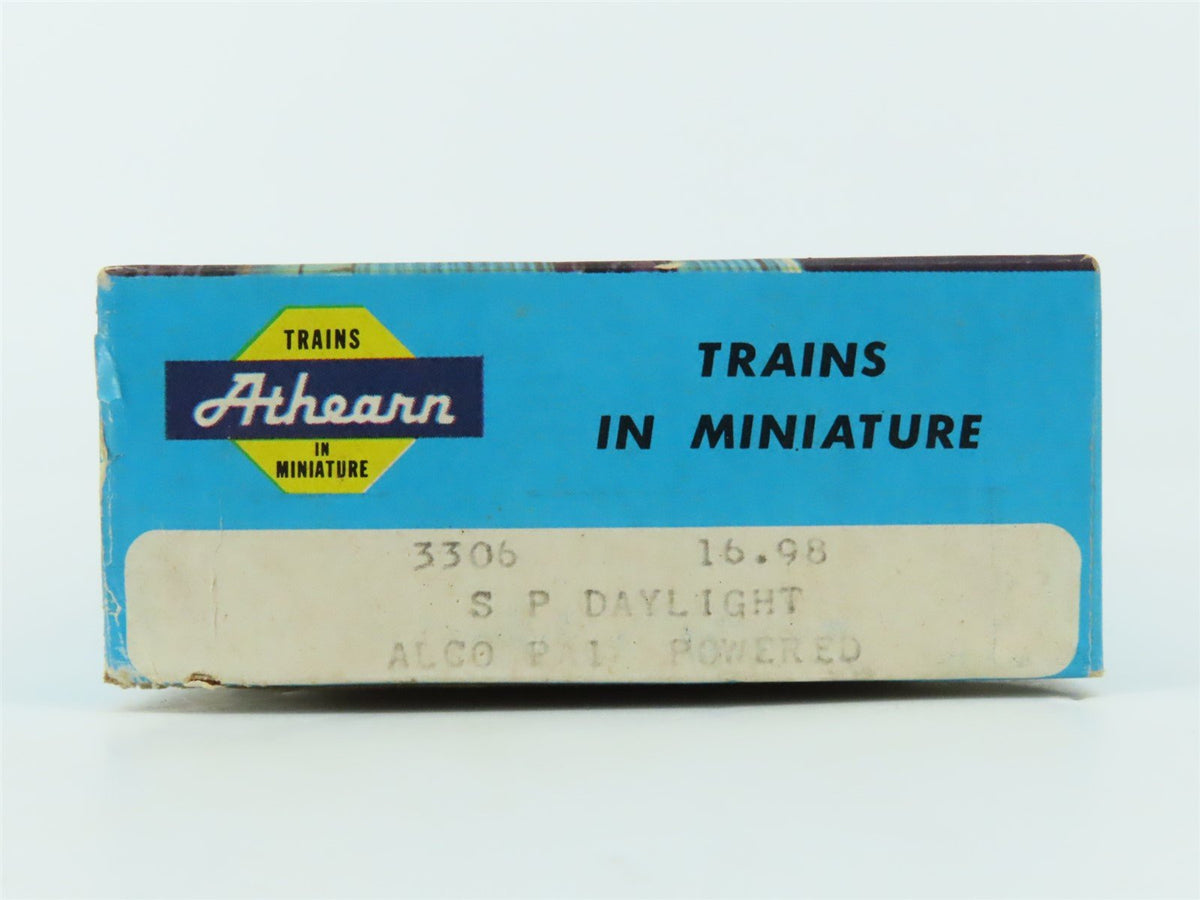 TRAINS
Athearn
IN
MINIATURE
TRAINS
IN MINIATURE
3306 16.98
S P DAYLIGHT
ALCO PA1 POWERED